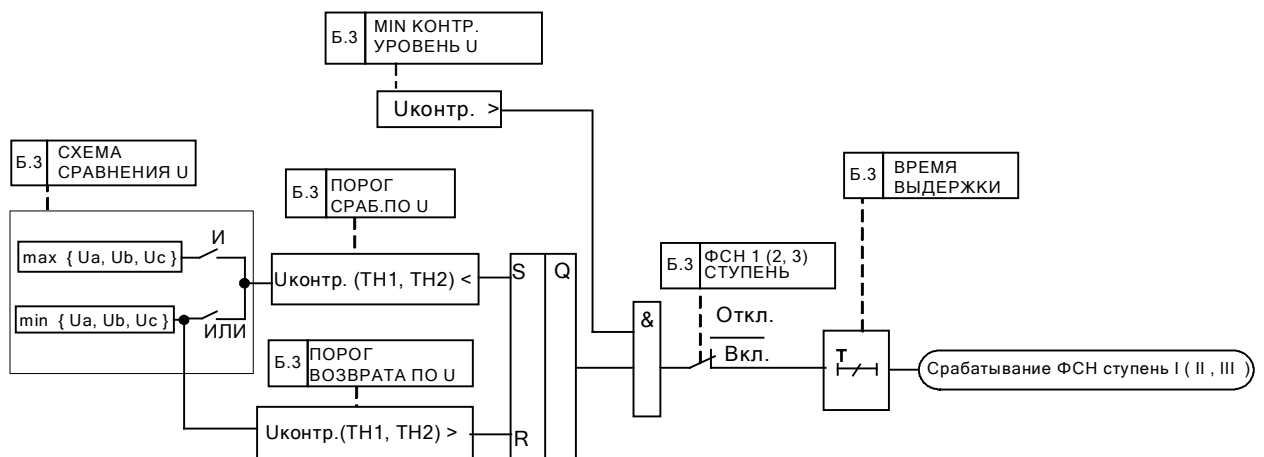 Б.3 MIN КОНТР.
УРОВЕНЬ U
Uконтр. >
Б.3 СХЕМА
СРАВНЕНИЯ U
Б.3 ПОРОГ
СРАБ.ПО U
Б.3 ВРЕМЯ
ВЫДЕРЖКИ
max { Ua, Ub, Uc }
И
min { Ua, Ub, Uc }
ИЛИ
Uконтр. (ТН1, ТН2) <
S
Q
R
Б.3 ФСН 1 (2, 3)
СТУПЕНЬ
&
Откл.
Вкл.
T
Срабатывание ФСН ступень I ( II , III )
Б.3 ПОРОГ
ВОЗВРАТА ПО U
Uконтр.(ТН1, ТН2) >